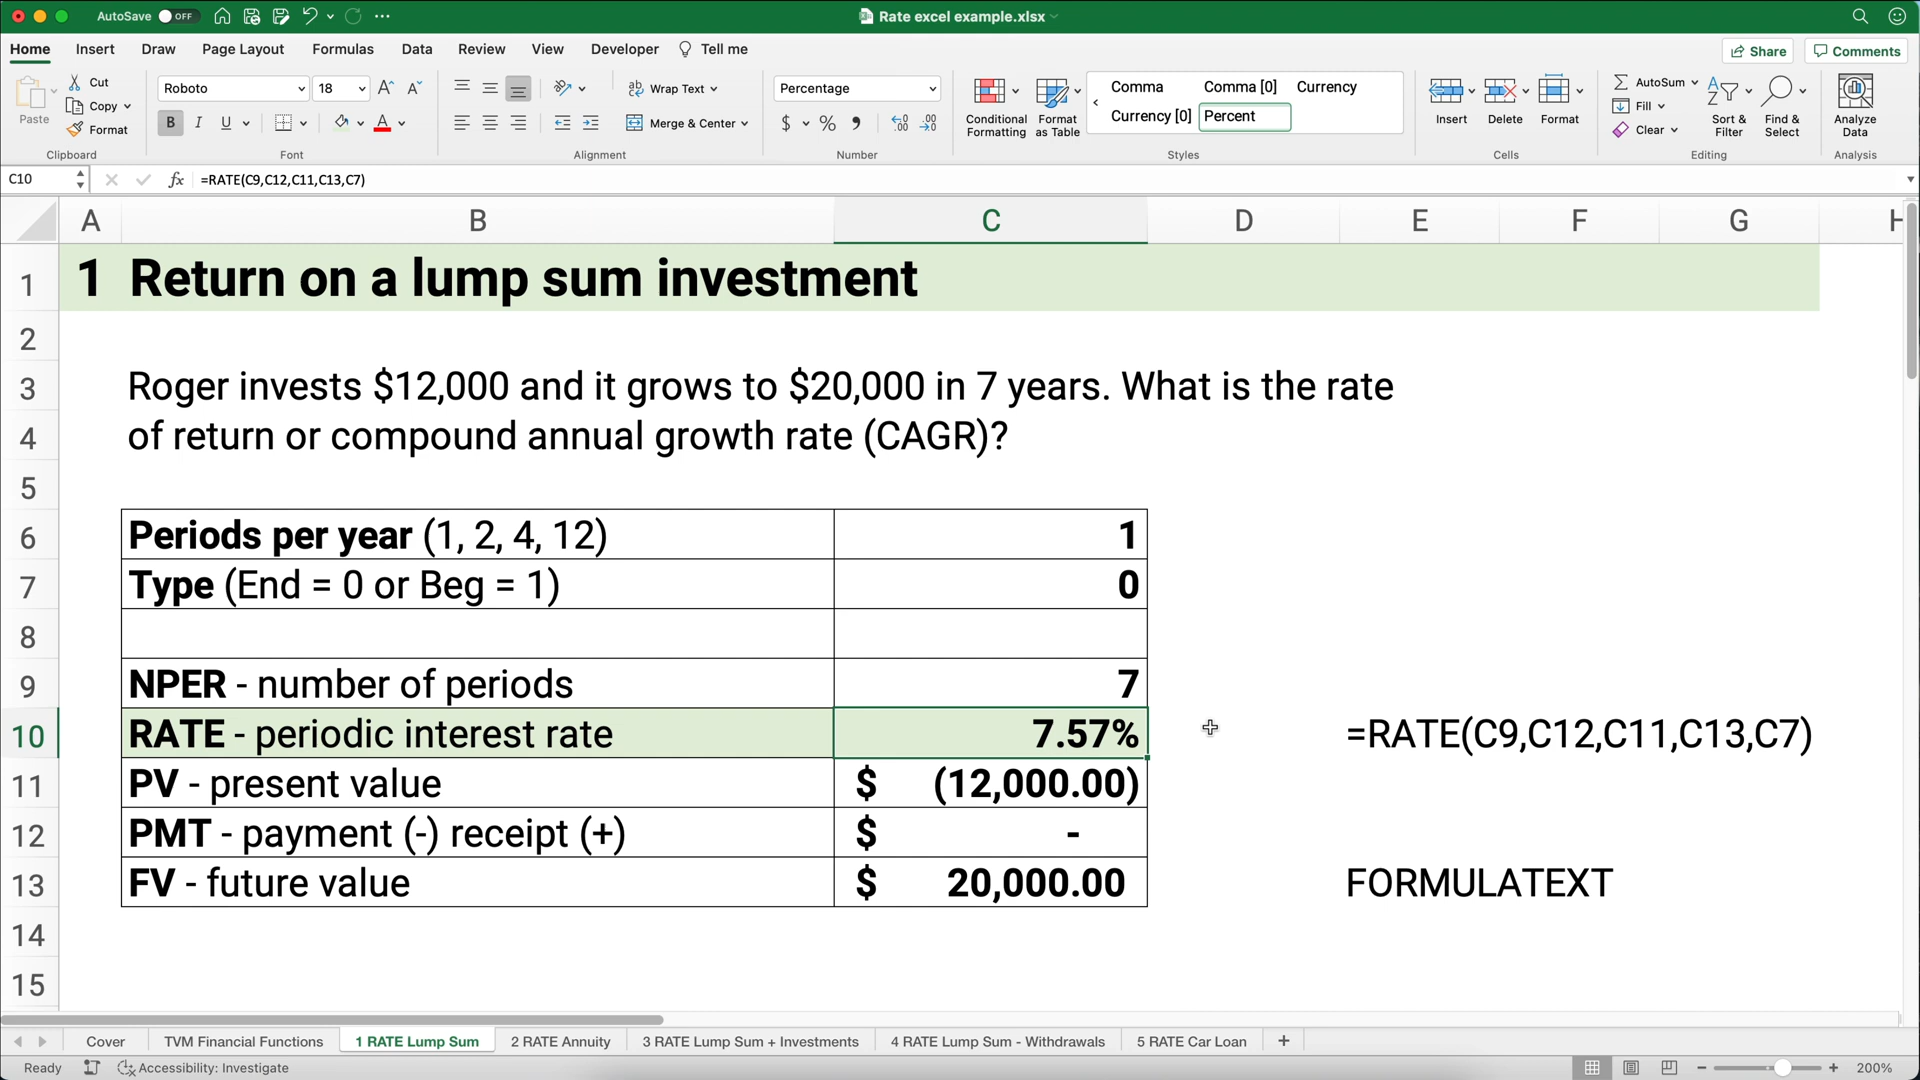 AutoSave OFF
Rate excel example.xlsx
Home Insert Draw Page Layout Formulas Data Review View Developer Tell me
Share Comments
Paste
Cut
Copy
Format
Clipboard
Roboto 18
B I U
Font
ab Wrap Text
Merge & Center
Alignment
Percentage
$ % ,
Number
Conditional Formatting
Format as Table
Comma Comma [0] Currency
Currency [0] Percent
Styles
Insert Delete Format
Cells
AutoSum
Fill
Clear
Sort & Filter
Find & Select
Editing
Analyze Data
Analysis
C10 fx =RATE(C9,C12,C11,C13,C7)
A B C D E F G H
1 1 Return on a lump sum investment
2
3 Roger invests $12,000 and it grows to $20,000 in 7 years. What is the rate
4 of return or compound annual growth rate (CAGR)?
5
6 Periods per year (1, 2, 4, 12) 1
7 Type (End = 0 or Beg = 1) 0
8
9 NPER - number of periods 7
10 RATE - periodic interest rate 7.57% =RATE(C9,C12,C11,C13,C7)
11 PV - present value $ (12,000.00)
12 PMT - payment (-) receipt (+) $ -
13 FV - future value $ 20,000.00 FORMULATEXT
14
15
Cover TVM Financial Functions 1 RATE Lump Sum 2 RATE Annuity 3 RATE Lump Sum + Investments 4 RATE Lump Sum - Withdrawals 5 RATE Car Loan +
Ready Accessibility: Investigate 200%